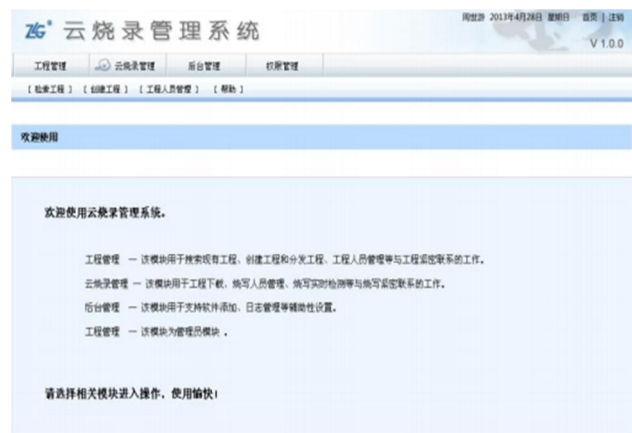 周世游 2013年4月28日 星期日 首页 | 注销
ZLG® 云烧录管理系统
V 1.0.0
工程管理 云烧录管理 后台管理 权限管理
[ 检索工程 ] [ 创建工程 ] [ 工程人员管理 ] [ 帮助 ]
欢迎使用
欢迎使用云烧录管理系统。
工程管理 — 该模块用于搜索现有工程、创建工程和分发工程、工程人员管理等与工程紧密联系的工作。
云烧录管理 — 该模块用于工程下载、烧写人员管理、烧写实时检测等与烧写紧密联系的工作。
后台管理 — 该模块用于支持软件添加、日志管理等辅助性设置。
工程管理 — 该模块为管理员模块 。
请选择相关模块进入操作，使用愉快！